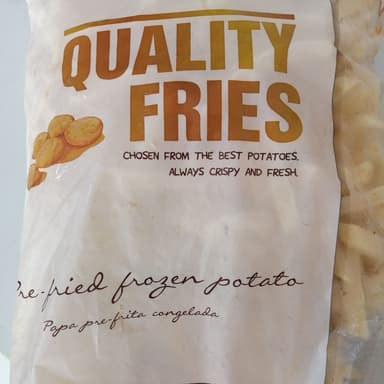 QUALITY
FRIES
CHOSEN FROM THE BEST POTATOES.
ALWAYS CRISPY AND FRESH.
Pre-fried frozen potato
Papa pre-frita congelada